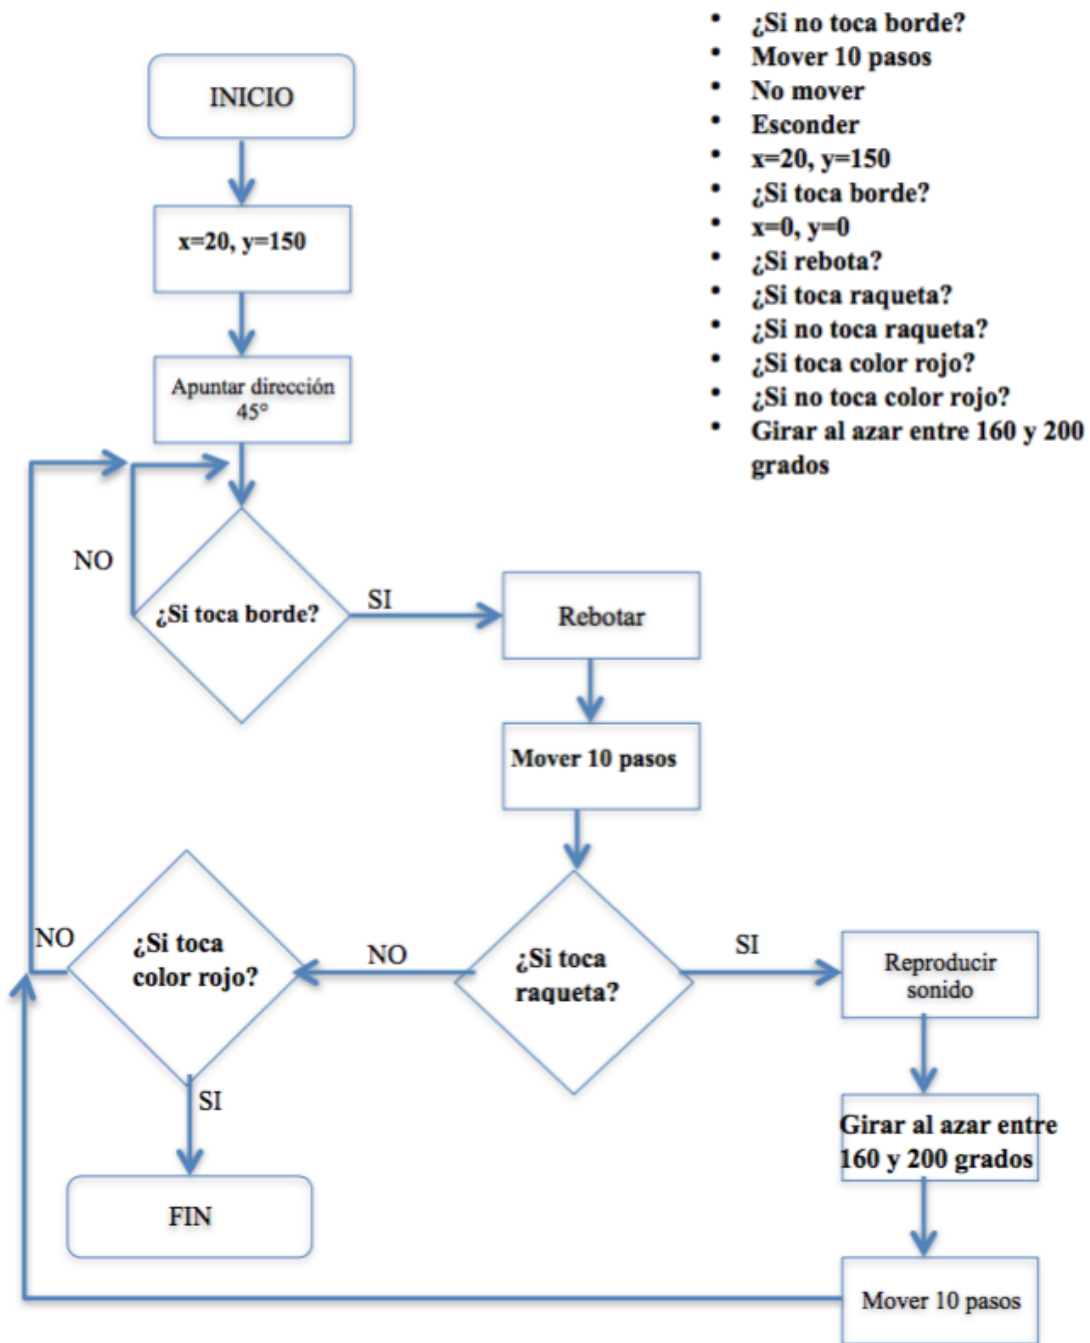 • ¿Si no toca borde?
• Mover 10 pasos
• No mover
• Esconder
• x=20, y=150
• ¿Si toca borde?
• x=0, y=0
• ¿Si rebota?
• ¿Si toca raqueta?
• ¿Si no toca raqueta?
• ¿Si toca color rojo?
• ¿Si no toca color rojo?
• Girar al azar entre 160 y 200
grados
INICIO
x=20, y=150
Apuntar dirección
45°
NO
¿Si toca borde?
SI
Rebotar
Mover 10 pasos
¿Si toca
raqueta?
NO
SI
¿Si toca
color rojo?
NO
SI
FIN
Reproducir
sonido
Girar al azar entre
160 y 200 grados
Mover 10 pasos